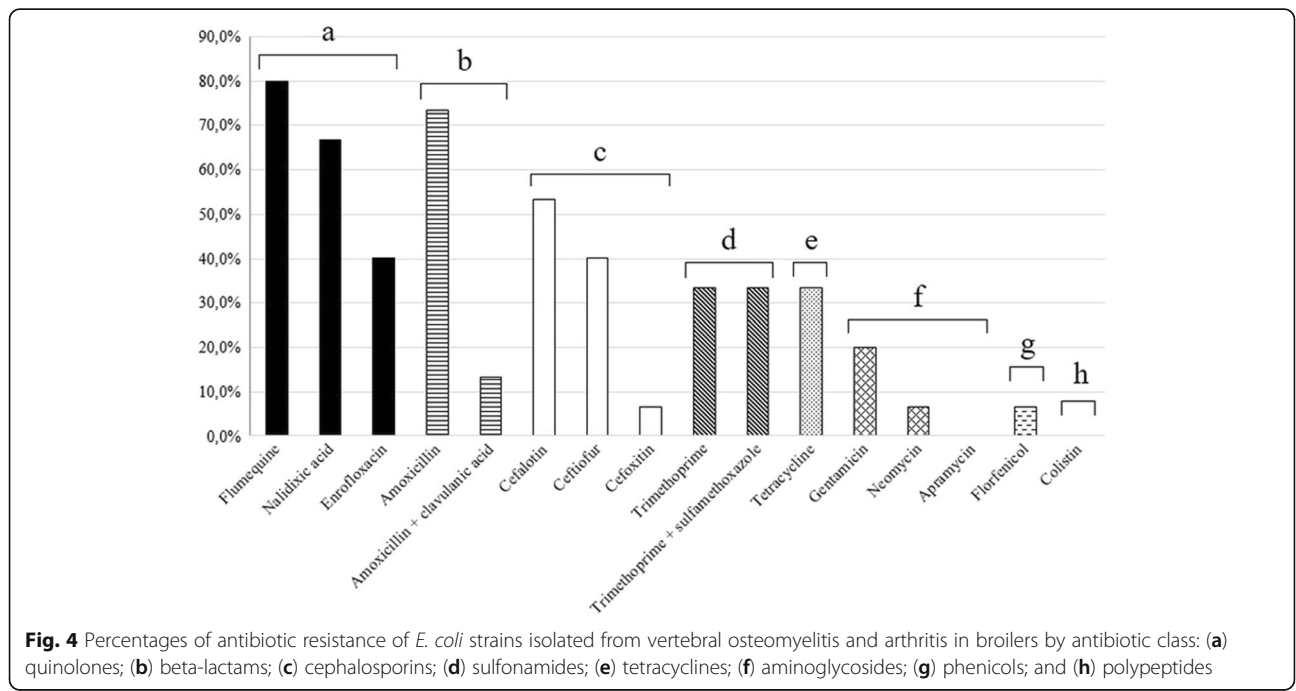 90,0%
80,0%
70,0%
60,0%
50,0%
40,0%
30,0%
20,0%
10,0%
0,0%
a
b
c
d
e
f
g
h
Flumequine
Nalidixic acid
Enrofloxacin
Amoxicillin
Amoxicillin + clavulanic acid
Cefalotin
Ceftiofur
Cefoxitin
Trimethoprime
Trimethoprime + sulfamethoxazole
Tetracycline
Gentamicin
Neomycin
Apramycin
Florfenicol
Colistin
Fig. 4 Percentages of antibiotic resistance of E. coli strains isolated from vertebral osteomyelitis and arthritis in broilers by antibiotic class: (a)
quinolones; (b) beta-lactams; (c) cephalosporins; (d) sulfonamides; (e) tetracyclines; (f) aminoglycosides; (g) phenicols; and (h) polypeptides